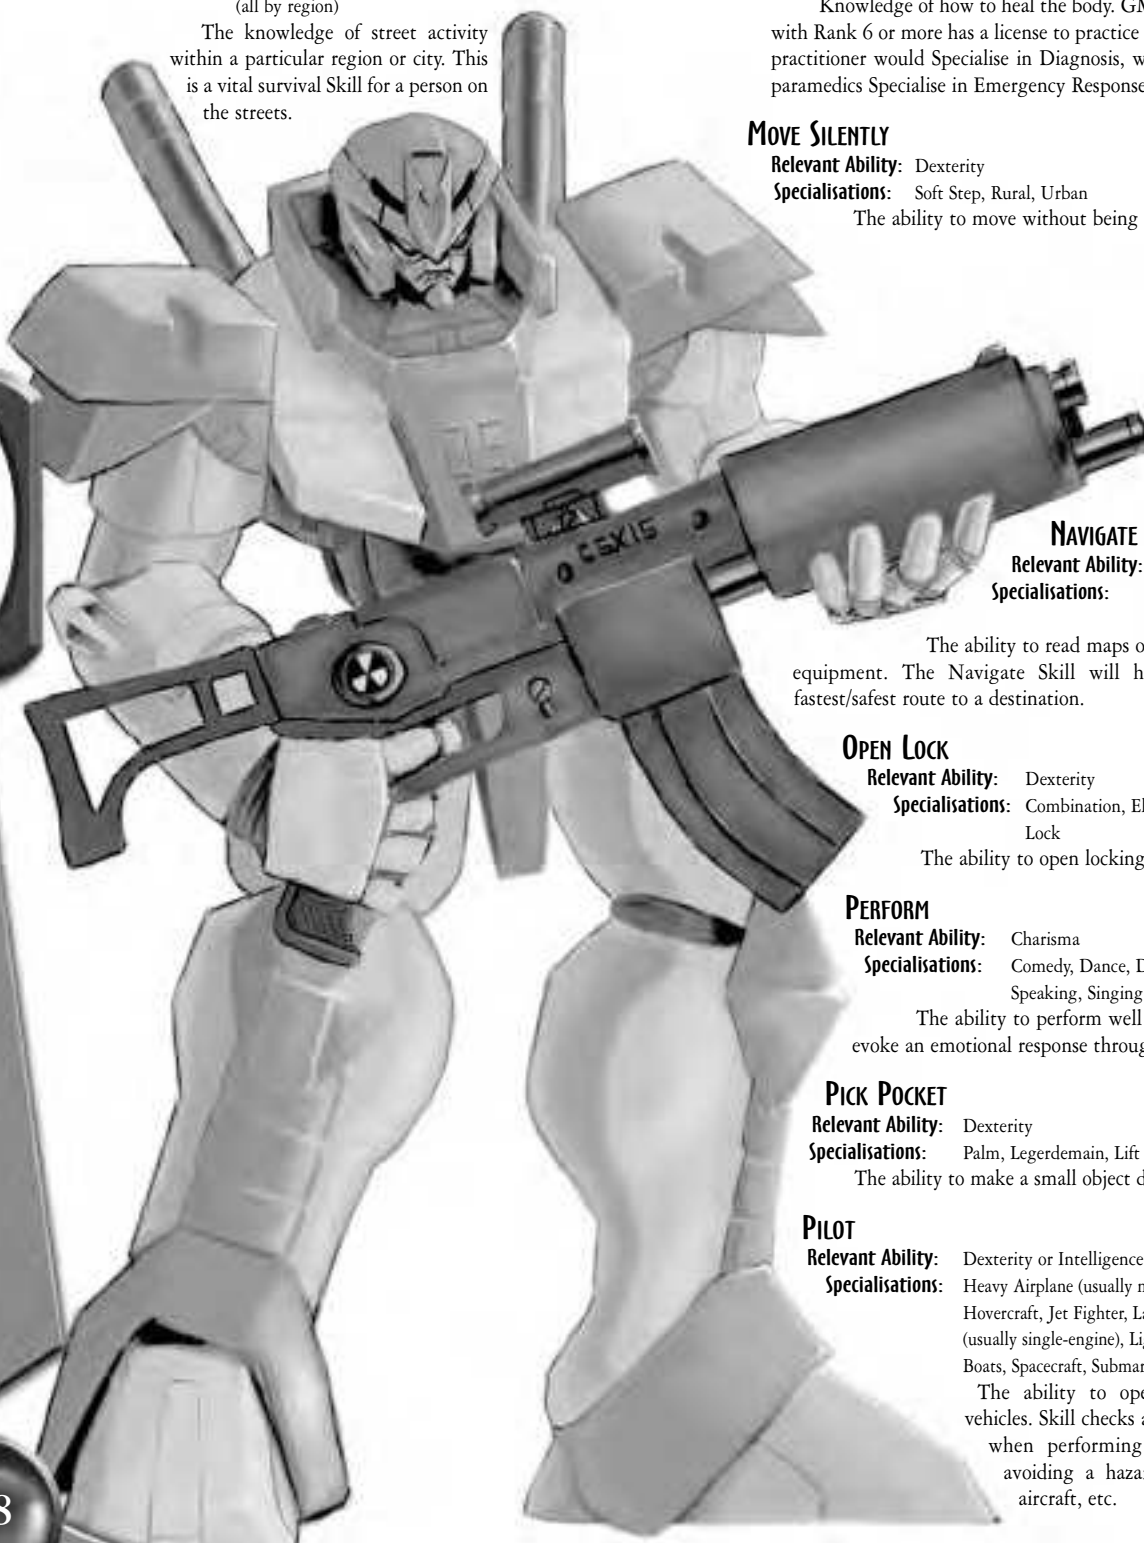 (all by region)
The knowledge of street activity
within a particular region or city. This
is a vital survival Skill for a person on
the streets.
Knowledge of how to heal the body. GM
with Rank 6 or more has a license to practice
practitioner would Specialise in Diagnosis, w
paramedics Specialise in Emergency Response
MOVE SILENTLY
Relevant Ability: Dexterity
Specialisations: Soft Step, Rural, Urban
The ability to move without being
CGX15
NAVIGATE
Relevant Ability:
Specialisations:
The ability to read maps o
equipment. The Navigate Skill will h
fastest/safest route to a destination.
OPEN LOCK
Relevant Ability: Dexterity
Specialisations: Combination, El
Lock
The ability to open locking
PERFORM
Relevant Ability: Charisma
Specialisations: Comedy, Dance, D
Speaking, Singing
The ability to perform well
evoke an emotional response throug
PICK POCKET
Relevant Ability: Dexterity
Specialisations: Palm, Legerdemain, Lift
The ability to make a small object d
PILOT
Relevant Ability: Dexterity or Intelligence
Specialisations: Heavy Airplane (usually m
Hovercraft, Jet Fighter, La
(usually single-engine), Lig
Boats, Spacecraft, Submar
The ability to ope
vehicles. Skill checks a
when performing
avoiding a haza
aircraft, etc.
8